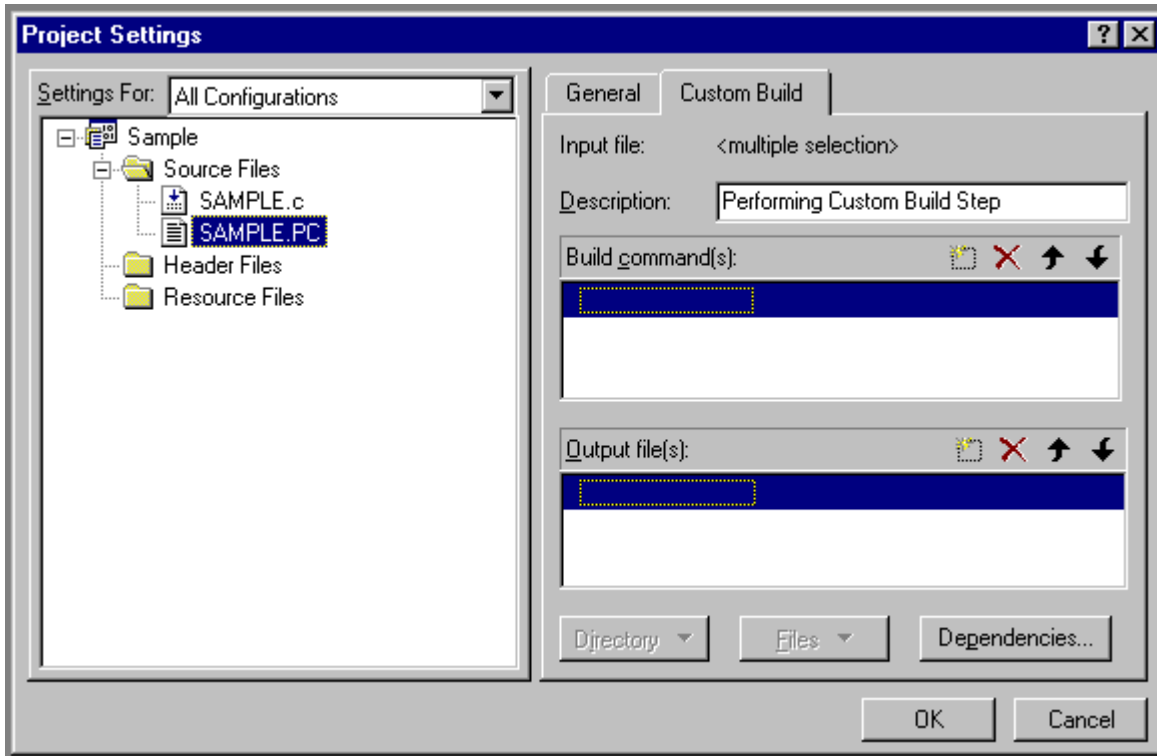 Project Settings
Settings For: All Configurations
Sample
Source Files
SAMPLE.c
SAMPLE.PC
Header Files
Resource Files
General Custom Build
Input file: <multiple selection>
Description: Performing Custom Build Step
Build command(s):
Output file(s):
Directory Files Dependencies...
OK Cancel